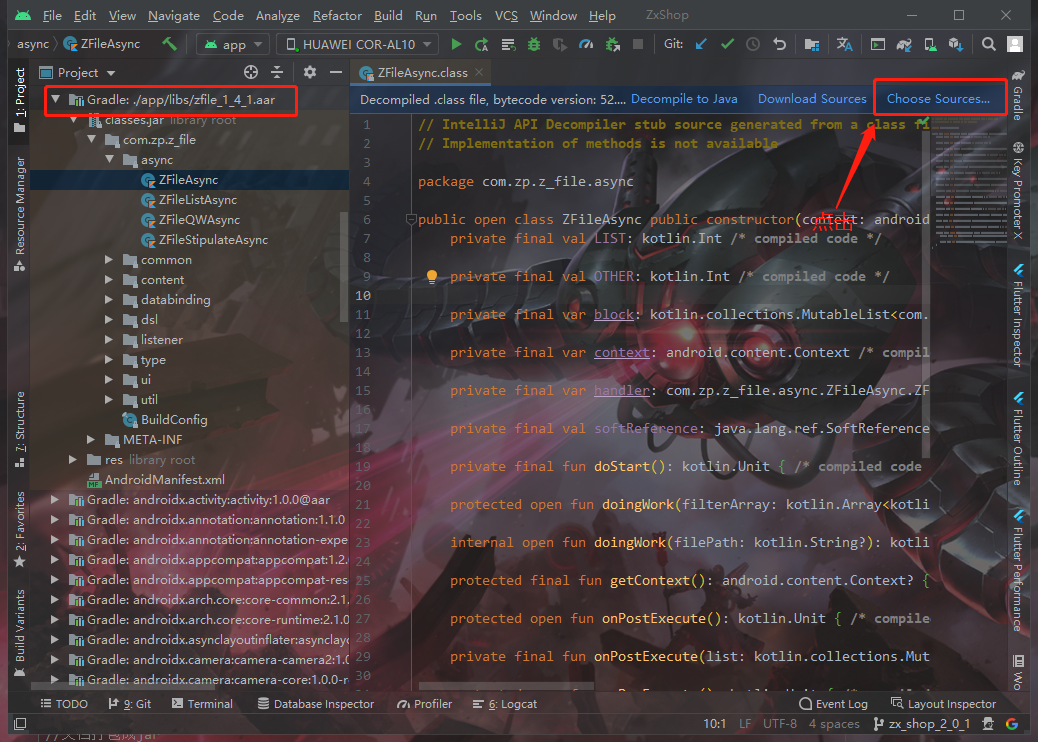 File Edit View Navigate Code Analyze Refactor Build Run Tools VCS Window Help ZxShop
async ZFileAsync app HUAWEI COR-AL10 Git:
Project
ZFileAsync.class
Gradle: ./app/libs/zfile_1_4_1.aar
classes.jar library root
com.zp.z_file
async
ZFileAsync
ZFileListAsync
ZFileQWAsync
ZFileStipulateAsync
common
content
databinding
dsl
listener
type
ui
util
BuildConfig
META-INF
res library root
AndroidManifest.xml
Gradle: androidx.activity:activity:1.0.0@aar
Gradle: androidx.annotation:annotation:1.1.0
Gradle: androidx.annotation:annotation-expe
Gradle: androidx.appcompat:appcompat:1.2.
Gradle: androidx.appcompat:appcompat-res
Gradle: androidx.arch.core:core-common:2.1.
Gradle: androidx.arch.core:core-runtime:2.1.0
Gradle: androidx.asynclayoutinflater:asynclayo
Gradle: androidx.camera:camera-camera2:1.0
Gradle: androidx.camera:camera-core:1.0.0-r
Decompiled .class file, bytecode version: 52.... Decompile to Java Download Sources Choose Sources...
1 // IntelliJ API Decompiler stub source generated from a class fi
2 // Implementation of methods is not available
3
4 package com.zp.z_file.async
5
6 public open class ZFileAsync public constructor(context: android
点击
7 private final val LIST: kotlin.Int /* compiled code */
8
9 private final val OTHER: kotlin.Int /* compiled code */
10
11 private final var block: kotlin.collections.MutableList<com.
12
13 private final var context: android.content.Context /* compil
14
15 private final var handler: com.zp.z_file.async.ZFileAsync.ZF
16
17 private final val softReference: java.lang.ref.SoftReference
18
19 private final fun doStart(): kotlin.Unit { /* compiled code
20
21 protected open fun doingWork(filterArray: kotlin.Array<kotli
22
23 internal open fun doingWork(filePath: kotlin.String?): kotli
24
25 protected final fun getContext(): android.content.Context? {
26
27 protected open fun onPostExecute(): kotlin.Unit { /* compile
28
29 private final fun onPostExecute(list: kotlin.collections.Mut
30
1: Project
Resource Manager
7: Structure
2: Favorites
Build Variants
Gradle
Key Promoter X
Flutter Inspector
Flutter Outline
Flutter Performance
Wo
TODO 9: Git Terminal Database Inspector Profiler 6: Logcat Event Log Layout Inspector
10:1 LF UTF-8 4 spaces zx_shop_2_0_1